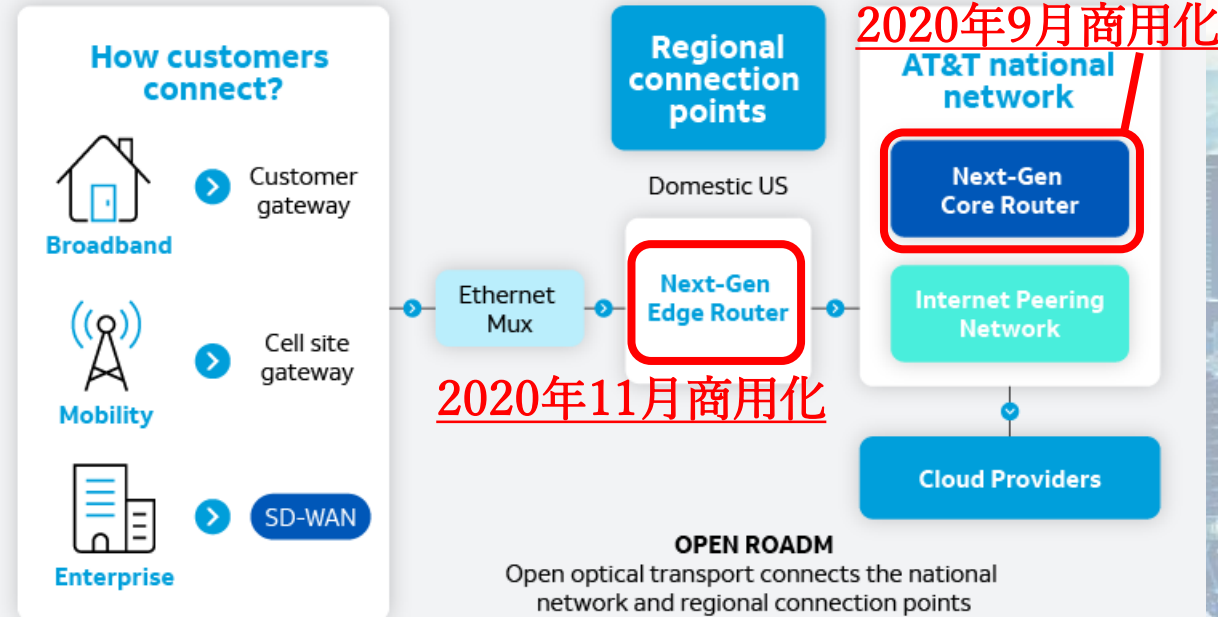 How customers
connect?
Customer
gateway
Broadband
Cell site
gateway
Mobility
SD-WAN
Enterprise
Ethernet
Mux
Regional
connection
points
Domestic US
Next-Gen
Edge Router
2020年11月商用化
2020年9月商用化
AT&T national
network
Next-Gen
Core Router
Internet Peering
Network
Cloud Providers
OPEN ROADM
Open optical transport connects the national
network and regional connection points